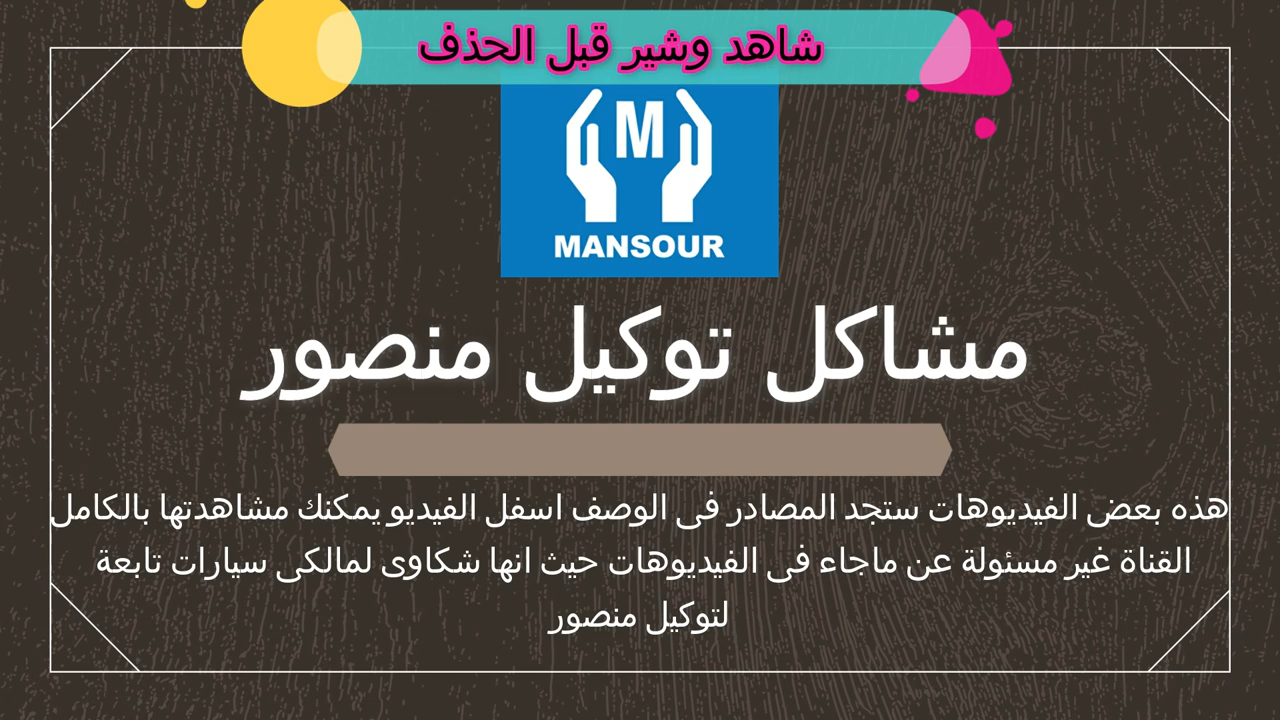 شاهد وشير قبل الحذف
M
MANSOUR
مشاكل توكيل منصور
هذه بعض الفيديوهات ستجد المصادر فى الوصف اسفل الفيديو يمكنك مشاهدتها بالكامل
القناة غير مسئولة عن ماجاء فى الفيديوهات حيث انها شكاوى لمالكى سيارات تابعة
لتوكيل منصور